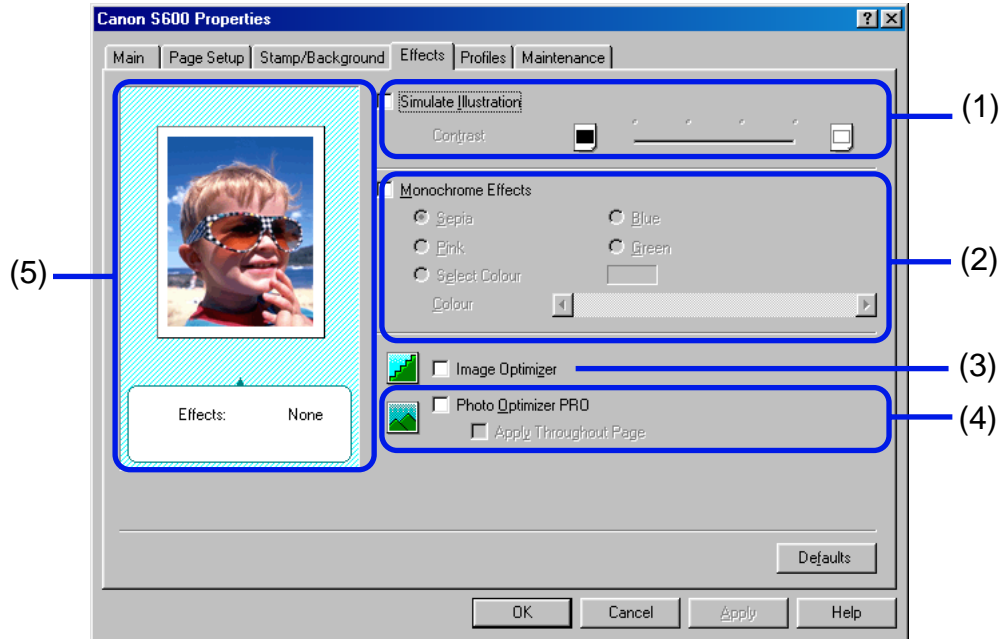 Canon S600 Properties
Main Page Setup Stamp/Background Effects Profiles Maintenance
Simulate Illustration
(1)
Contrast
Monochrome Effects
Sepia Blue
Pink Green
(2)
(5)
Select Colour
Colour
Image Optimizer
(3)
Effects: None
Photo Optimizer PRO
(4)
Apply Throughout Page
Defaults
OK Cancel Apply Help